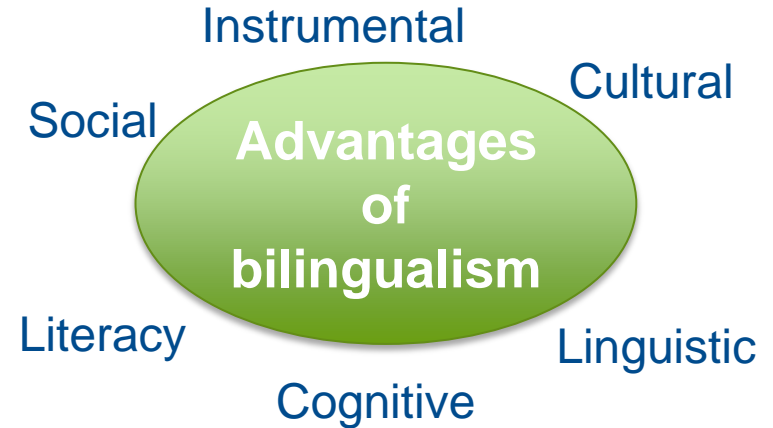 Instrumental
Cultural
Social
Advantages
of
bilingualism
Literacy
Linguistic
Cognitive